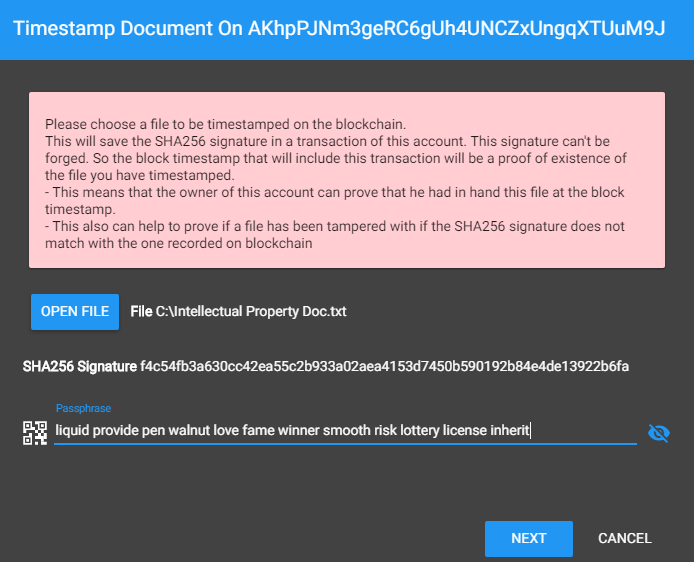 Timestamp Document On AKhpPJNm3geRC6gUh4UNCZxUngqXTUuM9J
Please choose a file to be timestamped on the blockchain.
This will save the SHA256 signature in a transaction of this account. This signature can't be
forged. So the block timestamp that will include this transaction will be a proof of existence of
the file you have timestamped.
- This means that the owner of this account can prove that he had in hand this file at the block
timestamp.
- This also can help to prove if a file has been tampered with if the SHA256 signature does not
match with the one recorded on blockchain
OPEN FILE File C:\Intellectual Property Doc.txt
SHA256 Signature f4c54fb3a630cc42ea55c2b933a02aea4153d7450b590192b84e4de13922b6fa
Passphrase
liquid provide pen walnut love fame winner smooth risk lottery license inherit
NEXT CANCEL